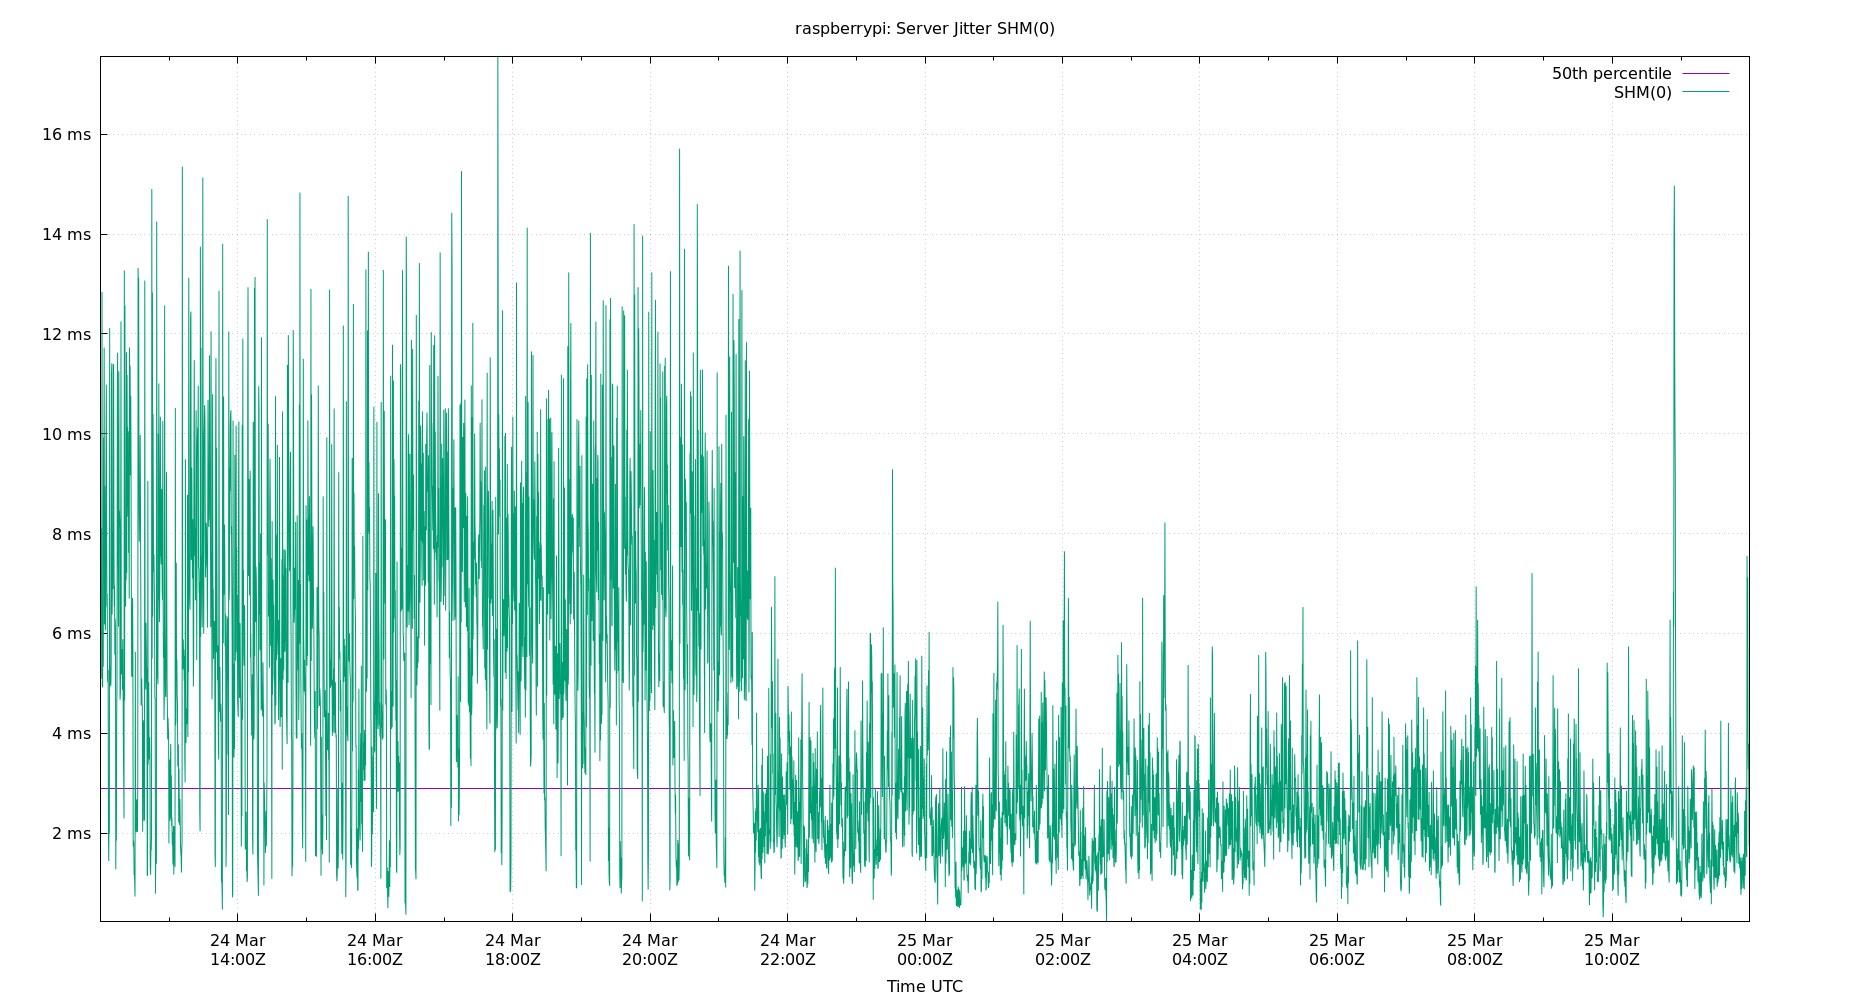 raspberrypi: Server Jitter SHM(0)
50th percentile
SHM(0)
16 ms
14 ms
12 ms
10 ms
8 ms
6 ms
4 ms
2 ms
24 Mar 24 Mar 24 Mar 24 Mar 24 Mar 25 Mar 25 Mar 25 Mar 25 Mar 25 Mar 25 Mar
14:00Z 16:00Z 18:00Z 20:00Z 22:00Z 00:00Z 02:00Z 04:00Z 06:00Z 08:00Z 10:00Z
Time UTC